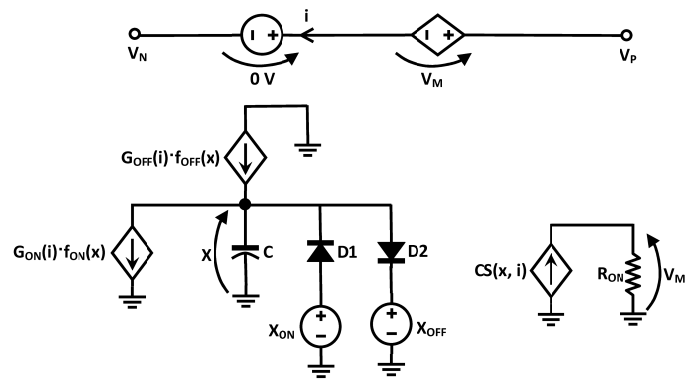 i
V_N
V_P
0 V
V_M
G_OFF(i)·f_OFF(x)
G_ON(i)·f_ON(x)
X
C
D1
D2
CS(x, i)
R_ON
V_M
X_ON
X_OFF